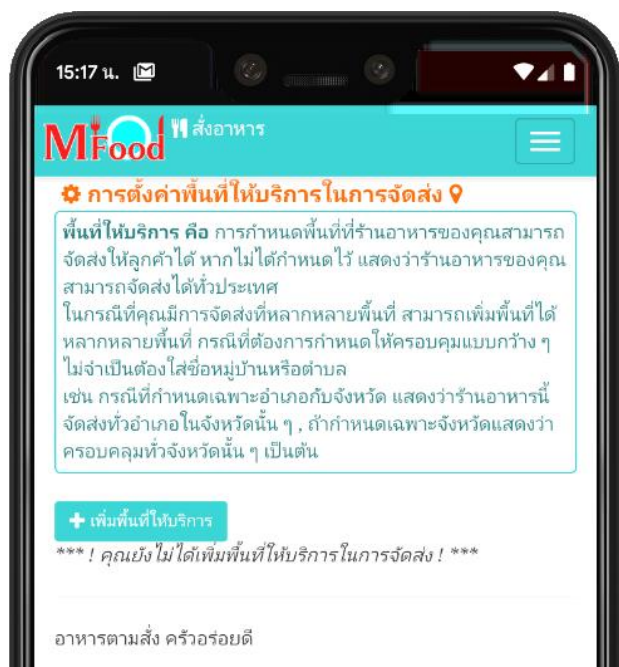 15:17 น.
MFood สั่งอาหาร
การตั้งค่าพื้นที่ให้บริการในการจัดส่ง
พื้นที่ให้บริการ คือ การกำหนดพื้นที่ที่ร้านอาหารของคุณสามารถ
จัดส่งให้ลูกค้าได้ หากไม่ได้กำหนดไว้ แสดงว่าร้านอาหารของคุณ
สามารถจัดส่งได้ทั่วประเทศ
ในกรณีที่คุณมีการจัดส่งที่หลากหลายพื้นที่ สามารถเพิ่มพื้นที่ได้
หลากหลายพื้นที่ กรณีที่ต้องการกำหนดให้ครอบคุมแบบกว้าง ๆ
ไม่จำเป็นต้องใส่ชื่อหมู่บ้านหรือตำบล
เช่น กรณีที่กำหนดเฉพาะอำเภอกับจังหวัด แสดงว่าร้านอาหารนี้
จัดส่งทั่วอำเภอในจังหวัดนั้น ๆ , ถ้ากำหนดเฉพาะจังหวัดแสดงว่า
ครอบคลุมทั่วจังหวัดนั้น ๆ เป็นต้น
เพิ่มพื้นที่ให้บริการ
*** ! คุณยังไม่ได้เพิ่มพื้นที่ให้บริการในการจัดส่ง ! ***
อาหารตามสั่ง ครัวอร่อยดี